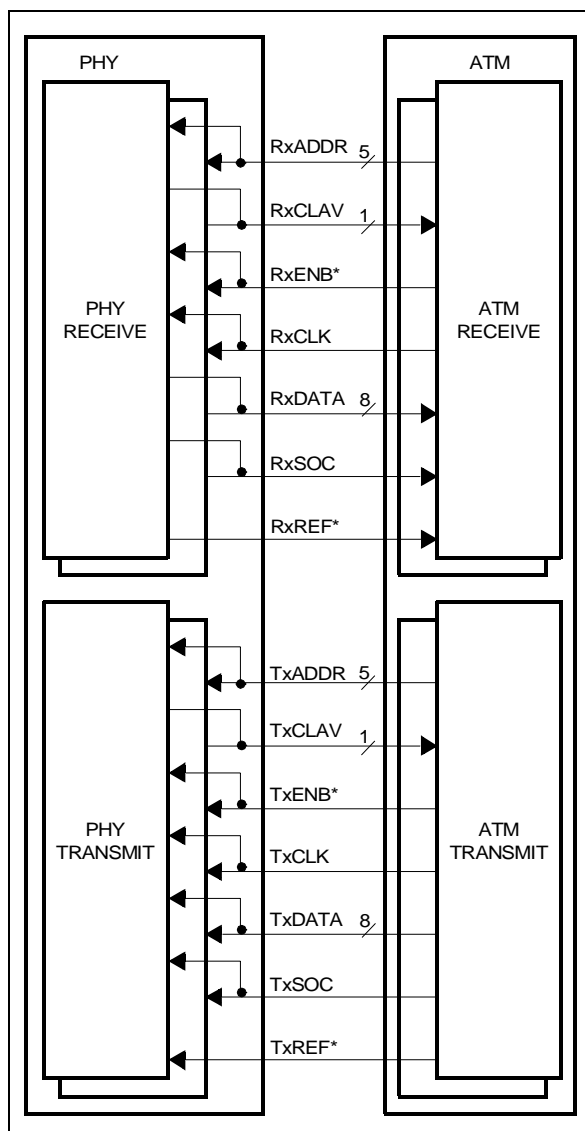 PHY
ATM
RxADDR 5
RxCLAV 1
RxENB*
PHY
RECEIVE
ATM
RECEIVE
RxCLK
RxDATA 8
RxSOC
RxREF*
TxADDR 5
TxCLAV 1
TxENB*
PHY
TRANSMIT
ATM
TRANSMIT
TxCLK
TxDATA 8
TxSOC
TxREF*